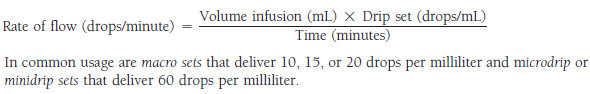 Rate of flow (drops/minute) = Volume infusion (mL) × Drip set (drops/mL)
Time (minutes)
In common usage are macro sets that deliver 10, 15, or 20 drops per milliliter and microdrip or
minidrip sets that deliver 60 drops per milliliter.